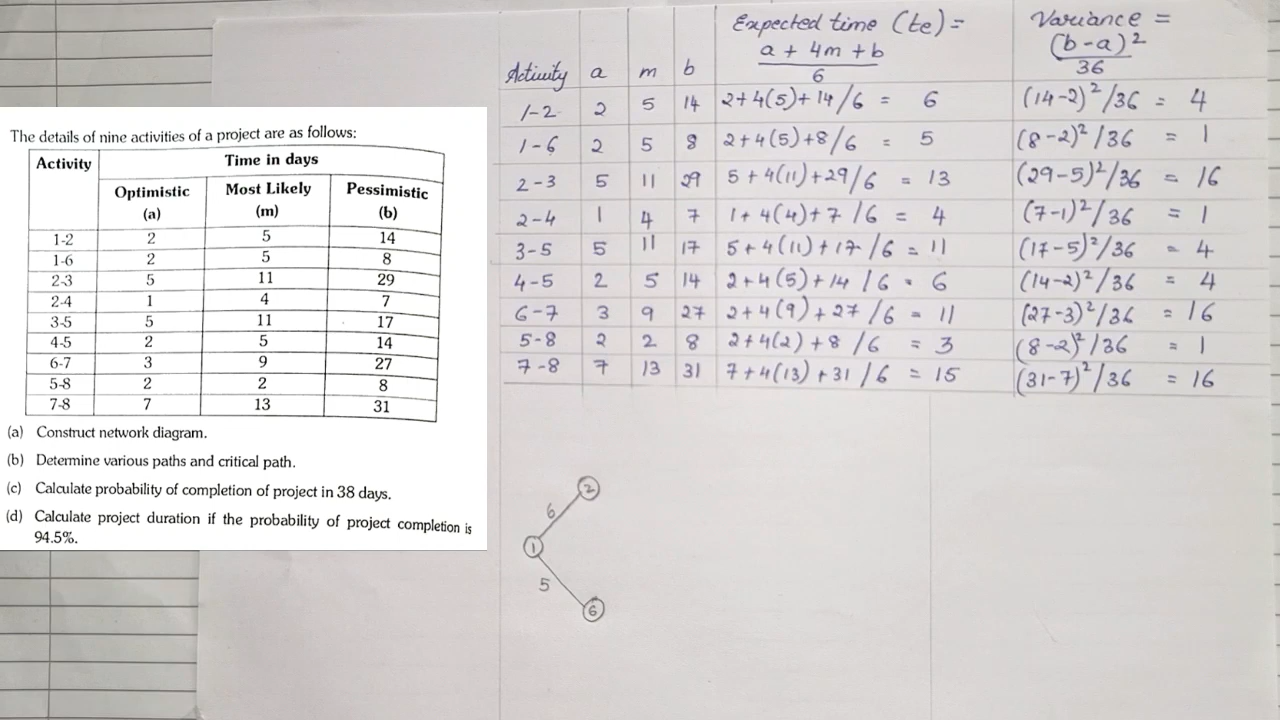 The details of nine activities of a project are as follows:
Activity Time in days
Optimistic (a) Most Likely (m) Pessimistic (b)
1-2 2 5 14
1-6 2 5 8
2-3 5 11 29
2-4 1 4 7
3-5 5 11 17
4-5 2 5 14
6-7 3 9 27
5-8 2 2 8
7-8 7 13 31
(a) Construct network diagram.
(b) Determine various paths and critical path.
(c) Calculate probability of completion of project in 38 days.
(d) Calculate project duration if the probability of project completion is
94.5%.
Activity a m b Expected time (te) = a + 4m + b / 6 Variance = (b-a)² / 36
1-2 2 5 14 2+4(5)+14/6 = 6 (14-2)²/36 = 4
1-6 2 5 8 2+4(5)+8/6 = 5 (8-2)²/36 = 1
2-3 5 11 29 5+4(11)+29/6 = 13 (29-5)²/36 = 16
2-4 1 4 7 1+4(4)+7/6 = 4 (7-1)²/36 = 1
3-5 5 11 17 5+4(11)+17/6 = 11 (17-5)²/36 = 4
4-5 2 5 14 2+4(5)+14/6 = 6 (14-2)²/36 = 4
6-7 3 9 27 2+4(9)+27/6 = 11 (27-3)²/36 = 16
5-8 2 2 8 2+4(2)+8/6 = 3 (8-2)²/36 = 1
7-8 7 13 31 7+4(13)+31/6 = 15 (31-7)²/36 = 16
2
6
1
5
6